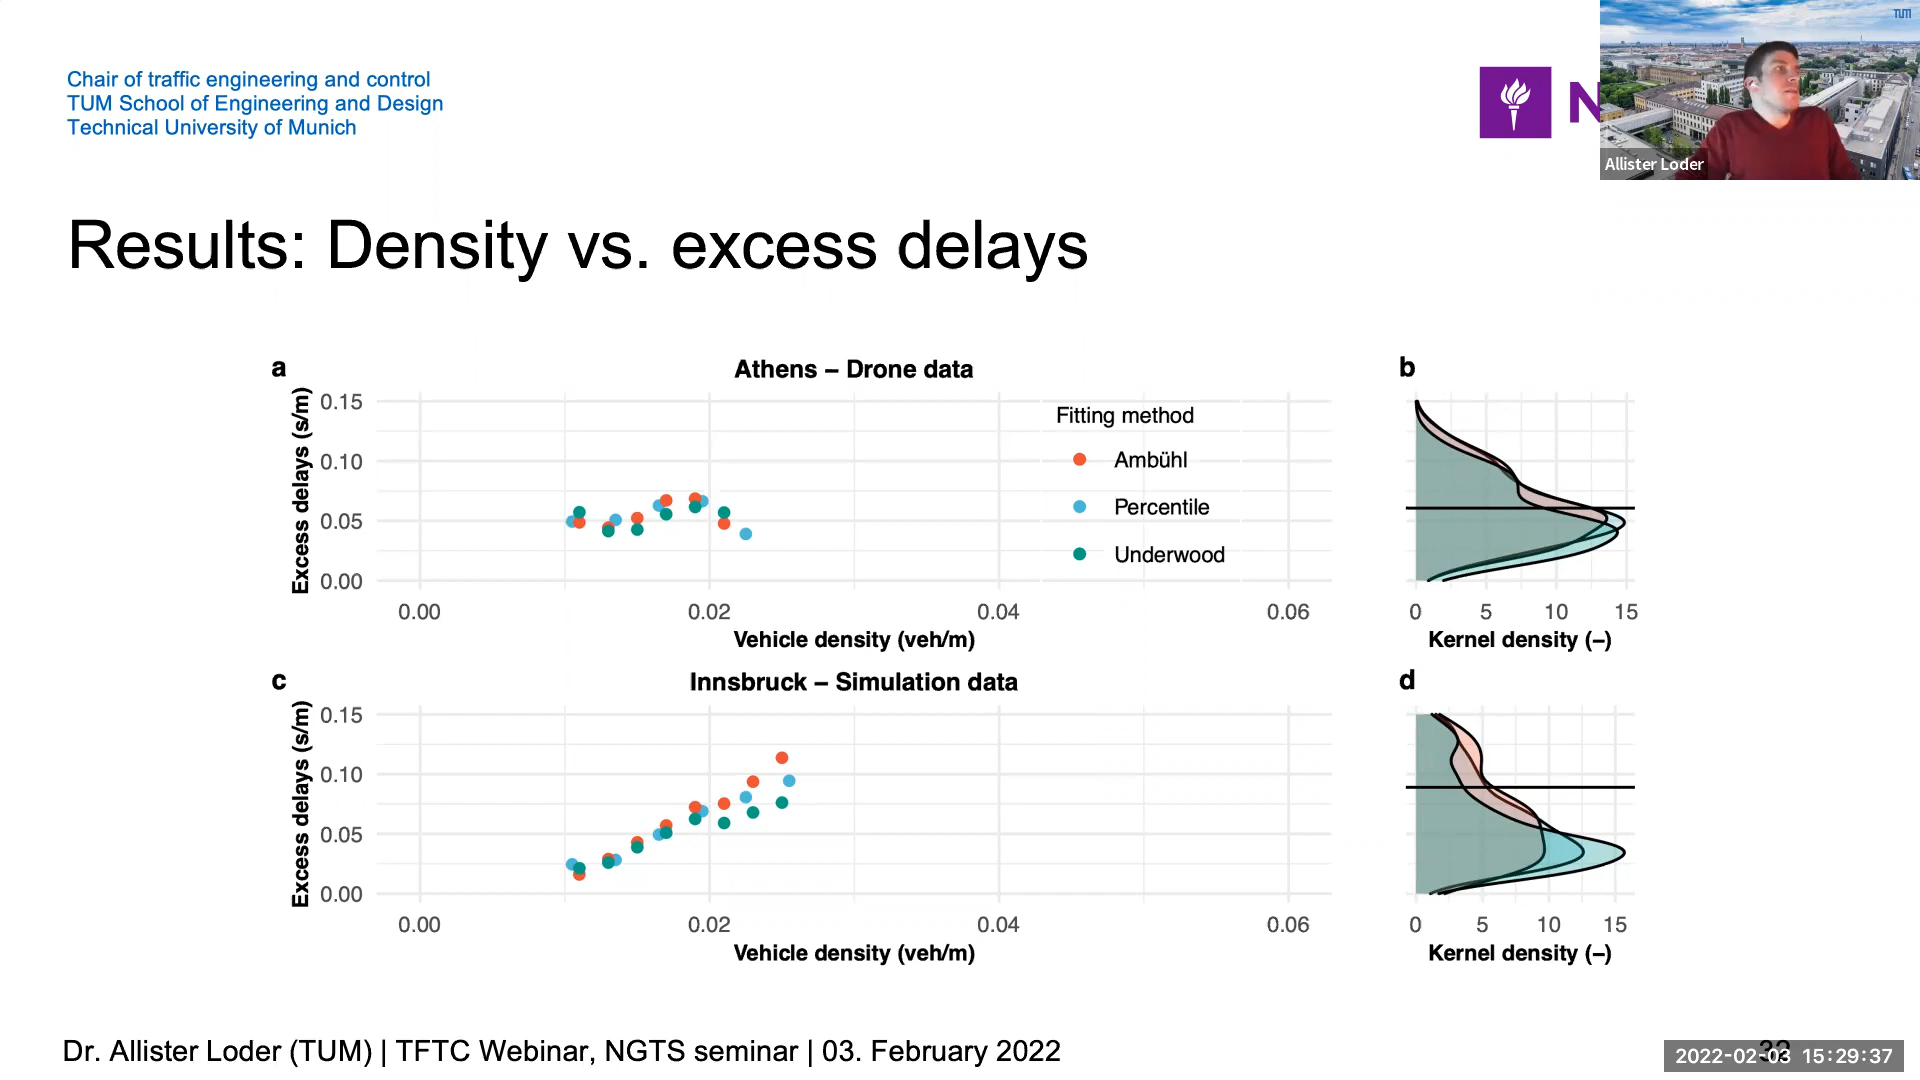 Chair of traffic engineering and control
TUM School of Engineering and Design
Technical University of Munich
N
TUM
Allister Loder
Results: Density vs. excess delays
a
Athens – Drone data
b
Excess delays (s/m)
0.15
0.10
0.05
0.00
Fitting method
Ambühl
Percentile
Underwood
0.00 0.02 0.04 0.06
Vehicle density (veh/m)
0 5 10 15
Kernel density (–)
c
Innsbruck – Simulation data
d
Excess delays (s/m)
0.15
0.10
0.05
0.00
0.00 0.02 0.04 0.06
Vehicle density (veh/m)
0 5 10 15
Kernel density (–)
Dr. Allister Loder (TUM) | TFTC Webinar, NGTS seminar | 03. February 2022
2022-02-03 15:29:37